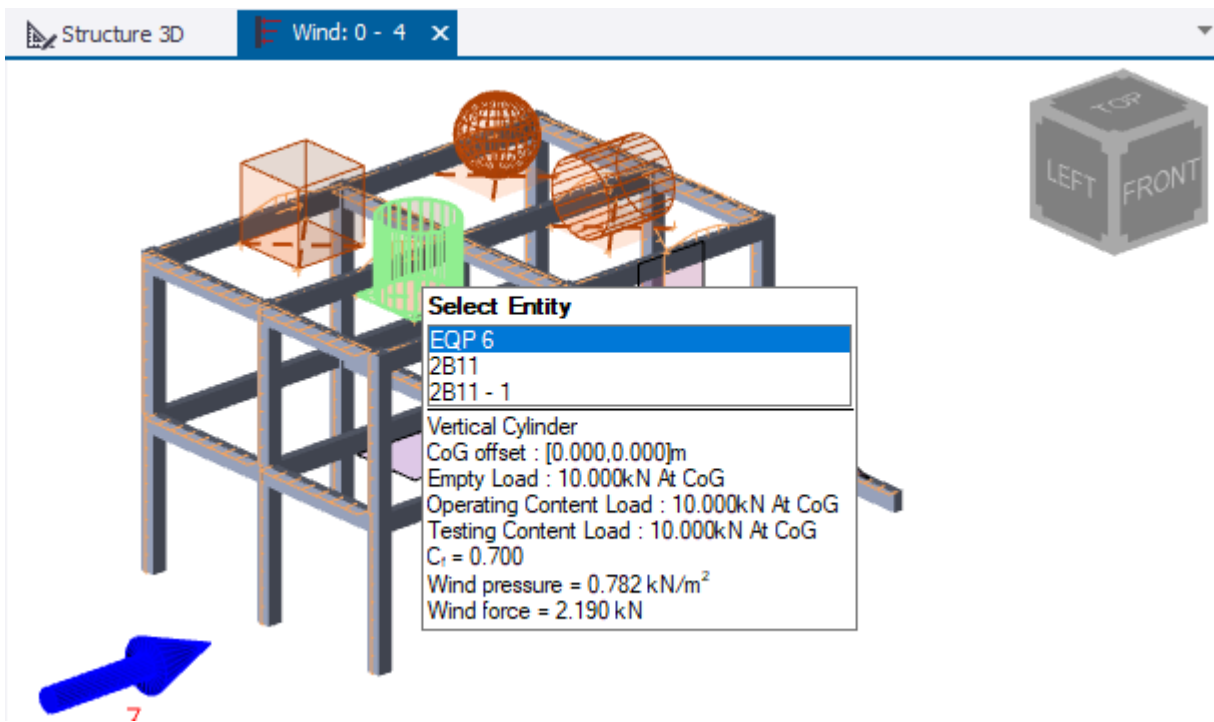 Structure 3D
Wind: 0 - 4 ×
TOP
LEFT
FRONT
Select Entity
EQP 6
2B11
2B11 - 1
Vertical Cylinder
CoG offset : [0.000,0.000]m
Empty Load : 10.000kN At CoG
Operating Content Load : 10.000kN At CoG
Testing Content Load : 10.000kN At CoG
Cf = 0.700
Wind pressure = 0.782 kN/m²
Wind force = 2.190 kN